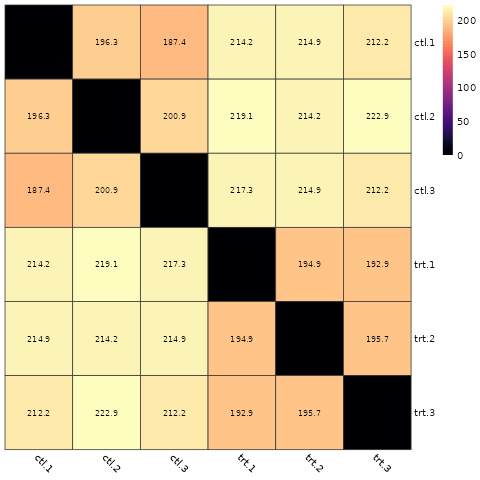 196.3 187.4 214.2 214.9 212.2 ctl.1
196.3 200.9 219.1 214.2 222.9 ctl.2
187.4 200.9 217.3 214.9 212.2 ctl.3
214.2 219.1 217.3 194.9 192.9 trt.1
214.9 214.2 214.9 194.9 195.7 trt.2
212.2 222.9 212.2 192.9 195.7 trt.3
ctl.1 ctl.2 ctl.3 trt.1 trt.2 trt.3
200
150
100
50
0